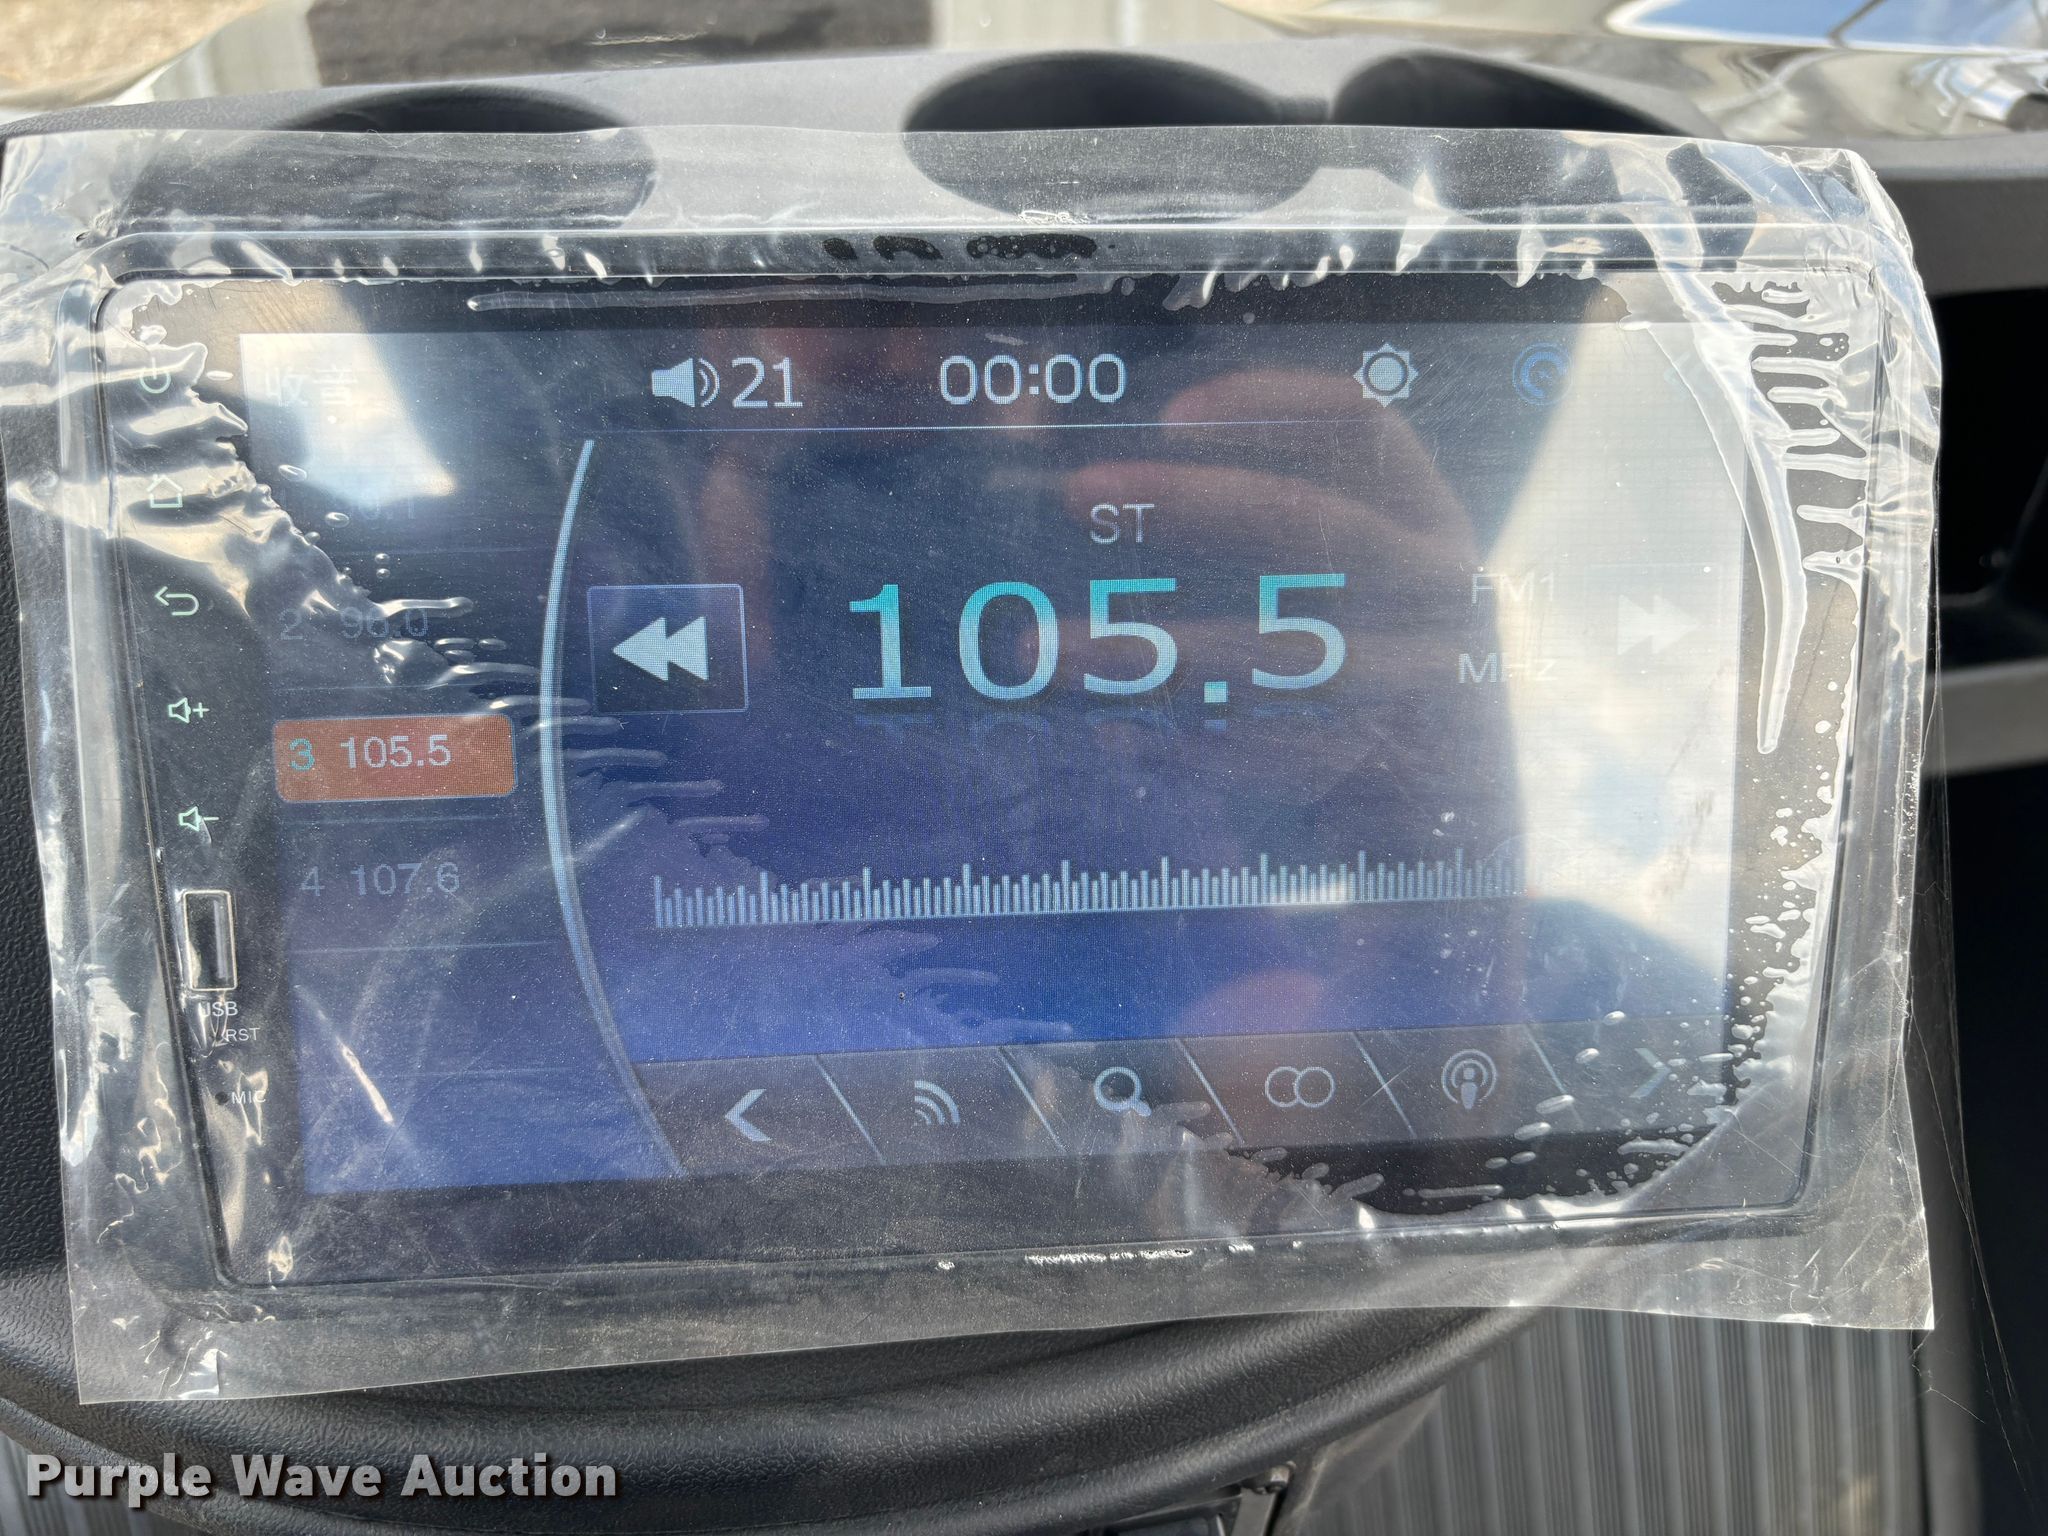 收音
21
00:00
ST
2 98.0
105.5
FM1
MHz
3 105.5
4 107.6
USB
RST
MIC
Purple Wave Auction